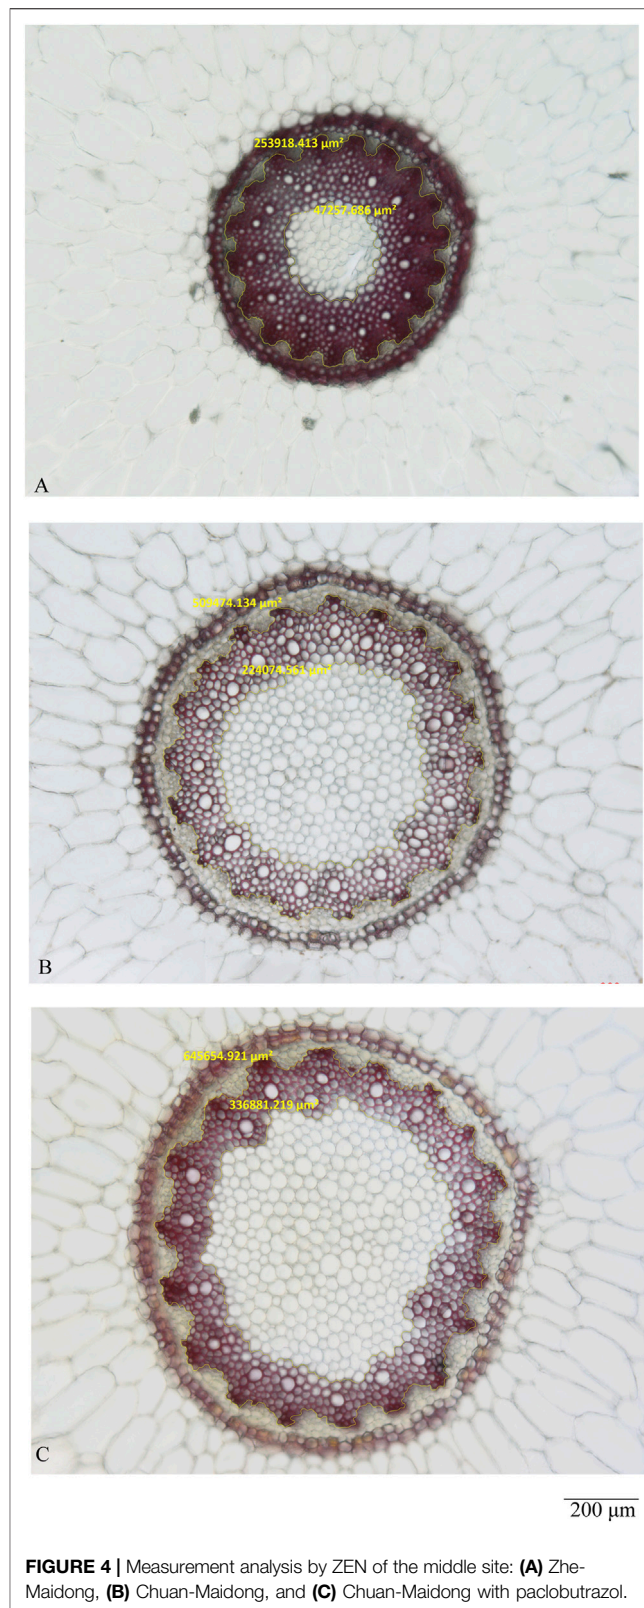 253918.413 µm²
47257.686 µm²
A
509474.134 µm²
224074.561 µm²
B
645654.921 µm²
336881.219 µm²
C
200 µm
FIGURE 4 | Measurement analysis by ZEN of the middle site: (A) Zhe-
Maidong, (B) Chuan-Maidong, and (C) Chuan-Maidong with paclobutrazol.